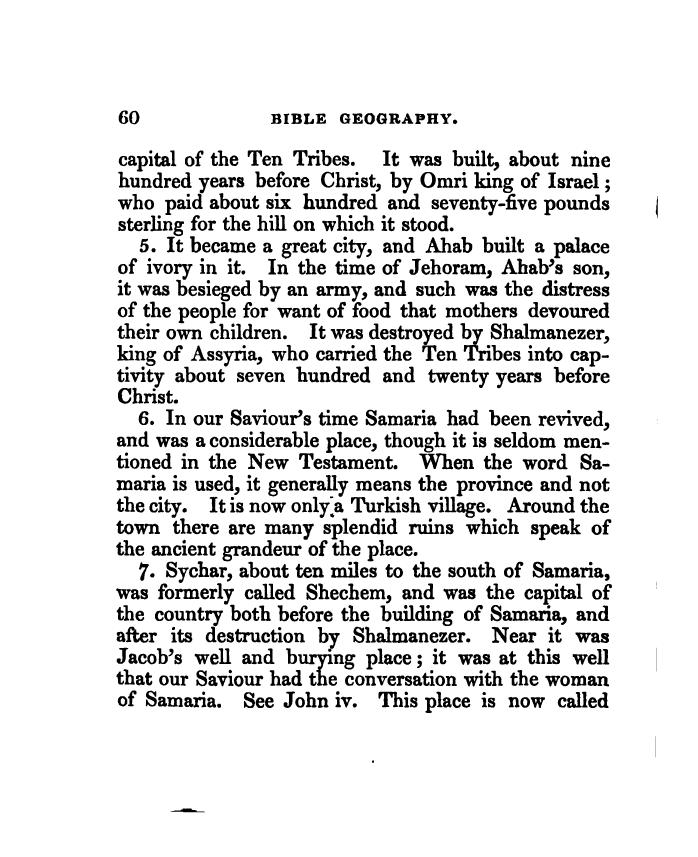 60 BIBLE GEOGRAPHY.
capital of the Ten Tribes. It was built, about nine
hundred years before Christ, by Omri king of Israel;
who paid about six hundred and seventy-five pounds
sterling for the hill on which it stood.
5. It became a great city, and Ahab built a palace
of ivory in it. In the time of Jehoram, Ahab's son,
it was besieged by an army, and such was the distress
of the people for want of food that mothers devoured
their own children. It was destroyed by Shalmanezer,
king of Assyria, who carried the Ten Tribes into cap-
tivity about seven hundred and twenty years before
Christ.
6. In our Saviour's time Samaria had been revived,
and was a considerable place, though it is seldom men-
tioned in the New Testament. When the word Sa-
maria is used, it generally means the province and not
the city. It is now only a Turkish village. Around the
town there are many splendid ruins which speak of
the ancient grandeur of the place.
7. Sychar, about ten miles to the south of Samaria,
was formerly called Shechem, and was the capital of
the country both before the building of Samaria, and
after its destruction by Shalmanezer. Near it was
Jacob's well and burying place; it was at this well
that our Saviour had the conversation with the woman
of Samaria. See John iv. This place is now called